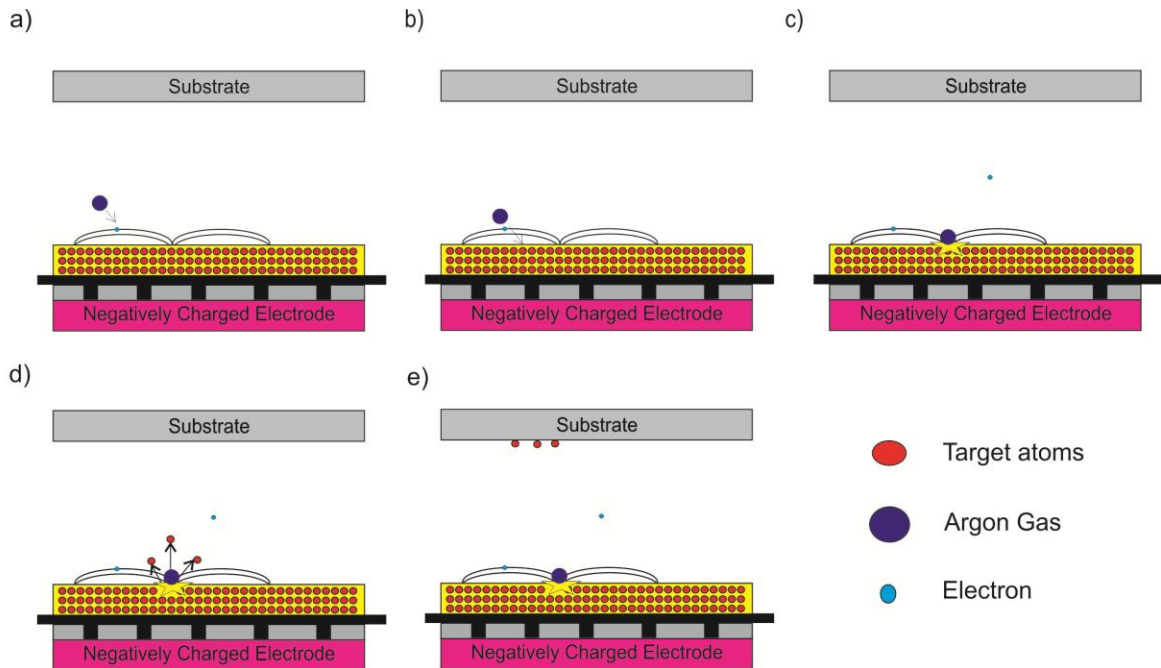 a)
b)
c)
Substrate
Substrate
Substrate
Negatively Charged Electrode
Negatively Charged Electrode
Negatively Charged Electrode
d)
e)
Substrate
Substrate
Target atoms
Argon Gas
Electron
Negatively Charged Electrode
Negatively Charged Electrode